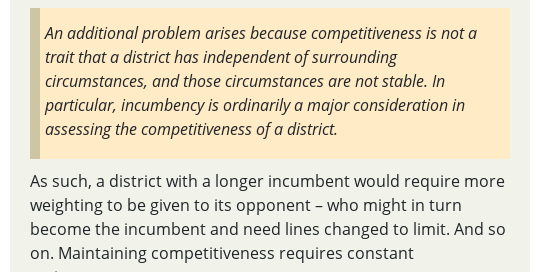 An additional problem arises because competitiveness is not a
trait that a district has independent of surrounding
circumstances, and those circumstances are not stable. In
particular, incumbency is ordinarily a major consideration in
assessing the competitiveness of a district.
As such, a district with a longer incumbent would require more
weighting to be given to its opponent – who might in turn
become the incumbent and need lines changed to limit. And so
on. Maintaining competitiveness requires constant